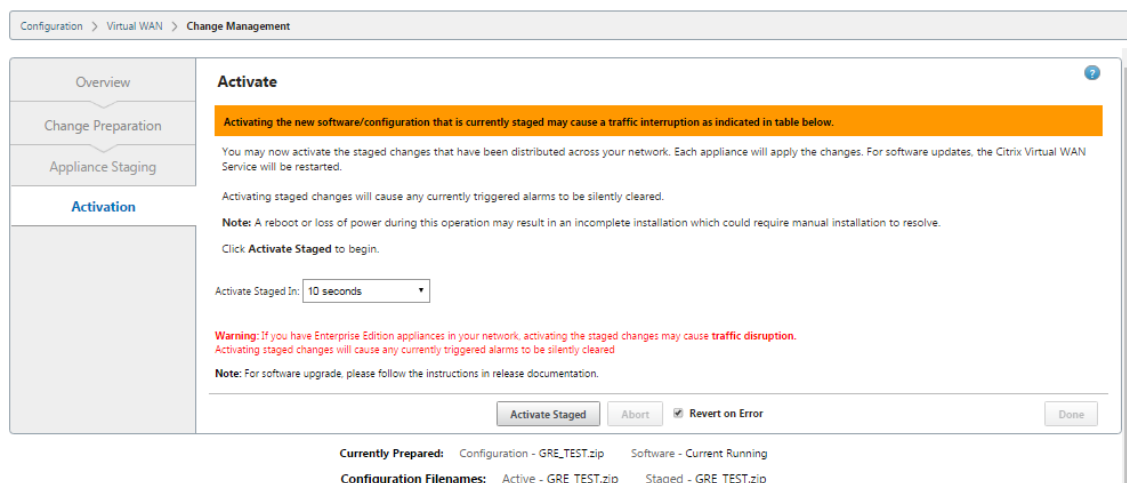 Configuration > Virtual WAN > Change Management
Overview
Change Preparation
Appliance Staging
Activation
Activate
?
Activating the new software/configuration that is currently staged may cause a traffic interruption as indicated in table below.
You may now activate the staged changes that have been distributed across your network. Each appliance will apply the changes. For software updates, the Citrix Virtual WAN
Service will be restarted.
Activating staged changes will cause any currently triggered alarms to be silently cleared.
Note: A reboot or loss of power during this operation may result in an incomplete installation which could require manual installation to resolve.
Click Activate Staged to begin.
Activate Staged In: 10 seconds
Warning: If you have Enterprise Edition appliances in your network, activating the staged changes may cause traffic disruption.
Activating staged changes will cause any currently triggered alarms to be silently cleared
Note: For software upgrade, please follow the instructions in release documentation.
Activate Staged Abort Revert on Error Done
Currently Prepared: Configuration - GRE_TEST.zip Software - Current Running
Configuration Filenames: Active - GRE_TEST.zip Staged - GRE_TEST.zip